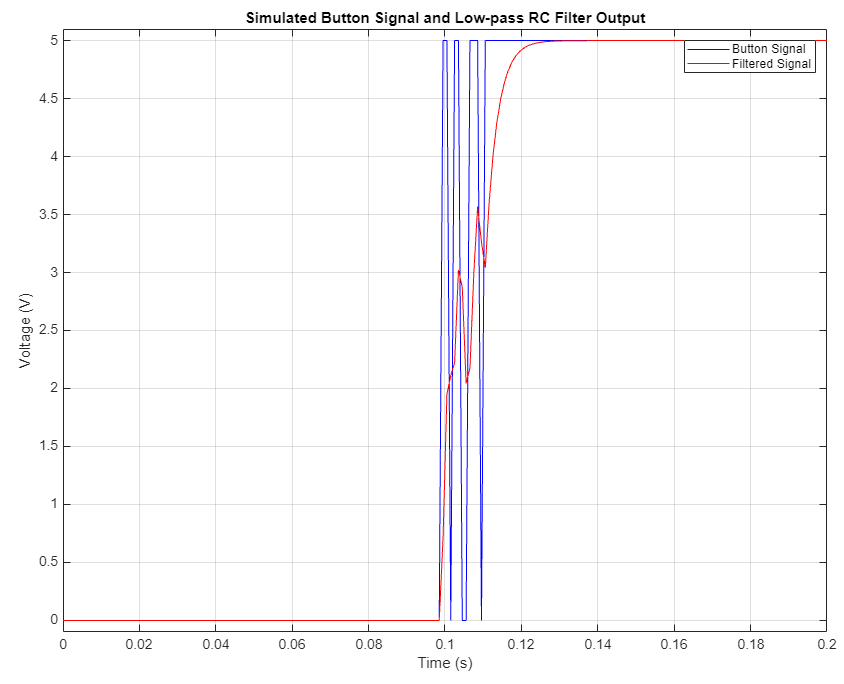 Simulated Button Signal and Low-pass RC Filter Output
5
4.5
4
3.5
3
2.5
2
1.5
1
0.5
0
Voltage (V)
Button Signal
Filtered Signal
0 0.02 0.04 0.06 0.08 0.1 0.12 0.14 0.16 0.18 0.2
Time (s)